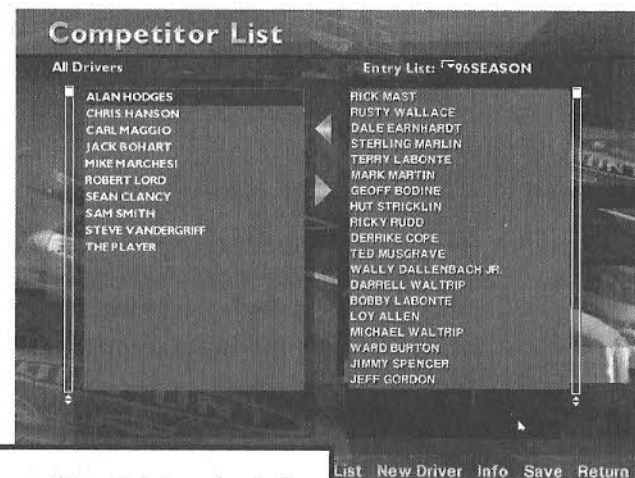 Competitor List
All Drivers
ALAN HODGES
CHRIS HANSON
CARL MAGGIO
JACK BOHART
MIKE MARCHESI
ROBERT LORD
SEAN CLANCY
SAM SMITH
STEVE VANDERGRIFF
THE PLAYER
Entry List: 96SEASON
RICK MAST
RUSTY WALLACE
DALE EARNHARDT
STERLING MARLIN
TERRY LABONTE
MARK MARTIN
GEOFF BODINE
HUT STRICKLIN
RICKY RUDD
DERRIKE COPE
TED MUSGRAVE
WALLY DALLENBACH JR.
DARRELL WALTRIP
BOBBY LABONTE
LOY ALLEN
MICHAEL WALTRIP
WARD BURTON
JIMMY SPENCER
JEFF GORDON
List New Driver Info Save Return